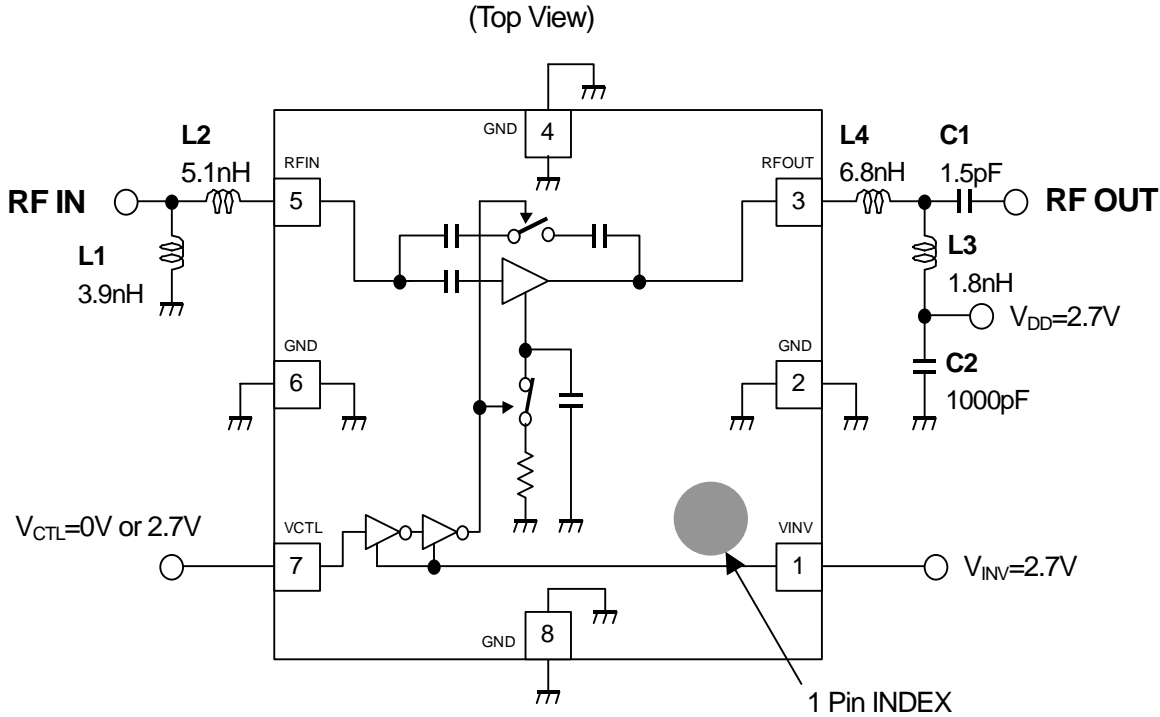 (Top View)
GND
4
L2
5.1nH
RFIN
5
RF IN
L1
3.9nH
RFOUT
3
L4
6.8nH
C1
1.5pF
RF OUT
L3
1.8nH
VDD=2.7V
C2
1000pF
GND
6
GND
2
VCTL=0V or 2.7V
VCTL
7
VINV
1
VINV=2.7V
GND
8
1 Pin INDEX